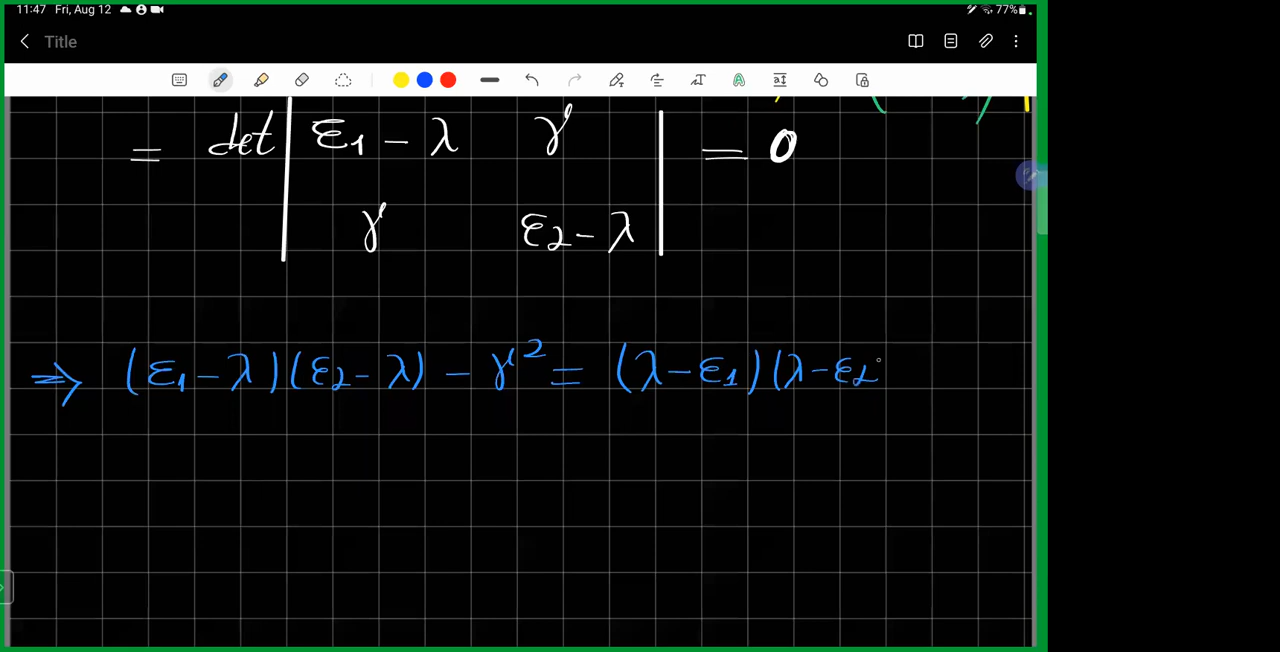 11:47 Fri, Aug 12 77%
Title
= det | ε1 − λ γ | = 0
γ ε2 − λ
⇒ (ε1 − λ)(ε2 − λ) − γ² = (λ − ε1)(λ − ε2